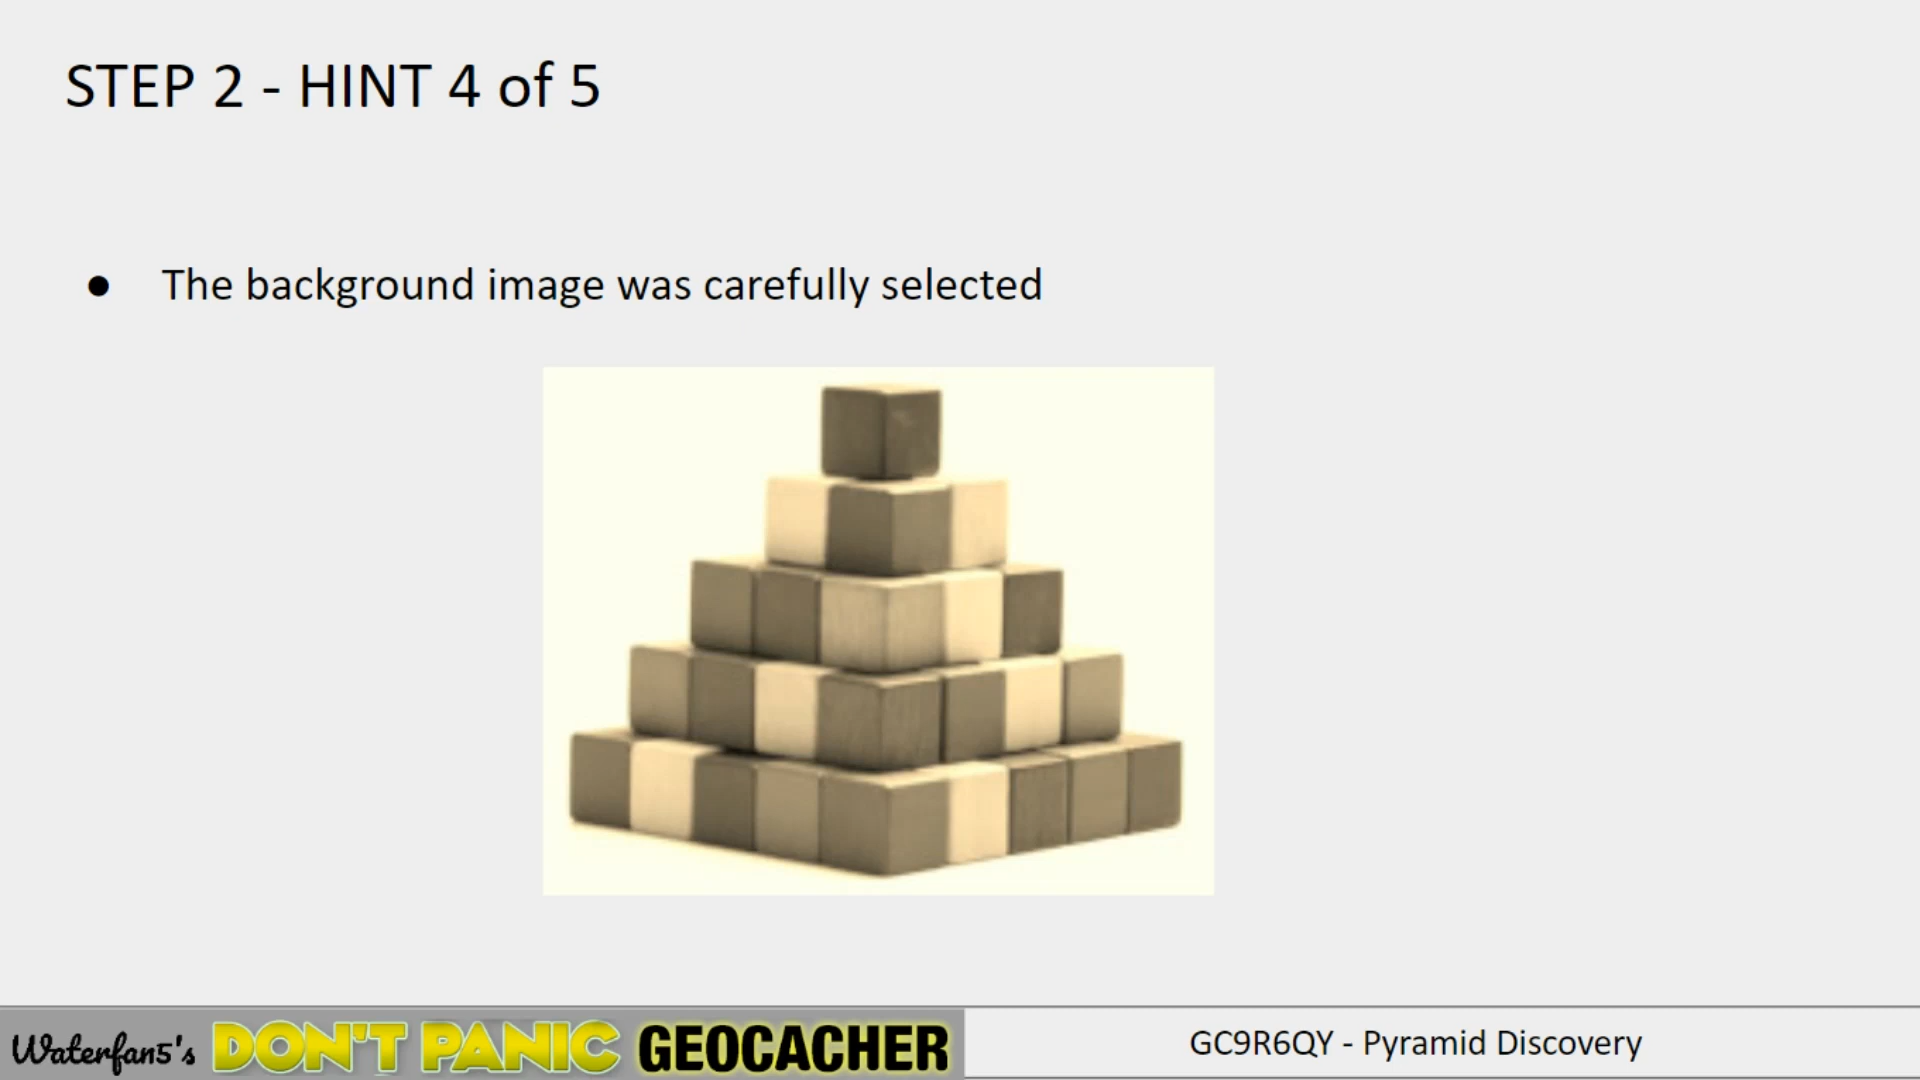 STEP 2 - HINT 4 of 5
● The background image was carefully selected
Waterfan5's DON'T PANIC GEOCACHER
GC9R6QY - Pyramid Discovery